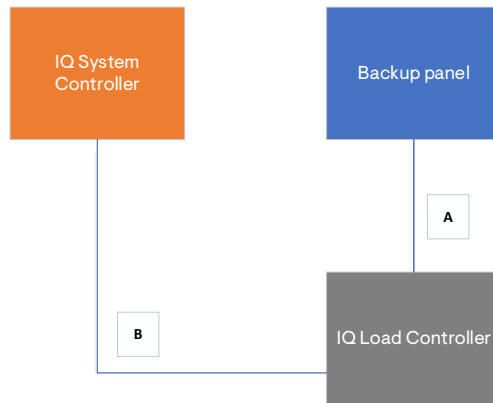 IQ System
Controller
Backup panel
A
B
IQ Load Controller